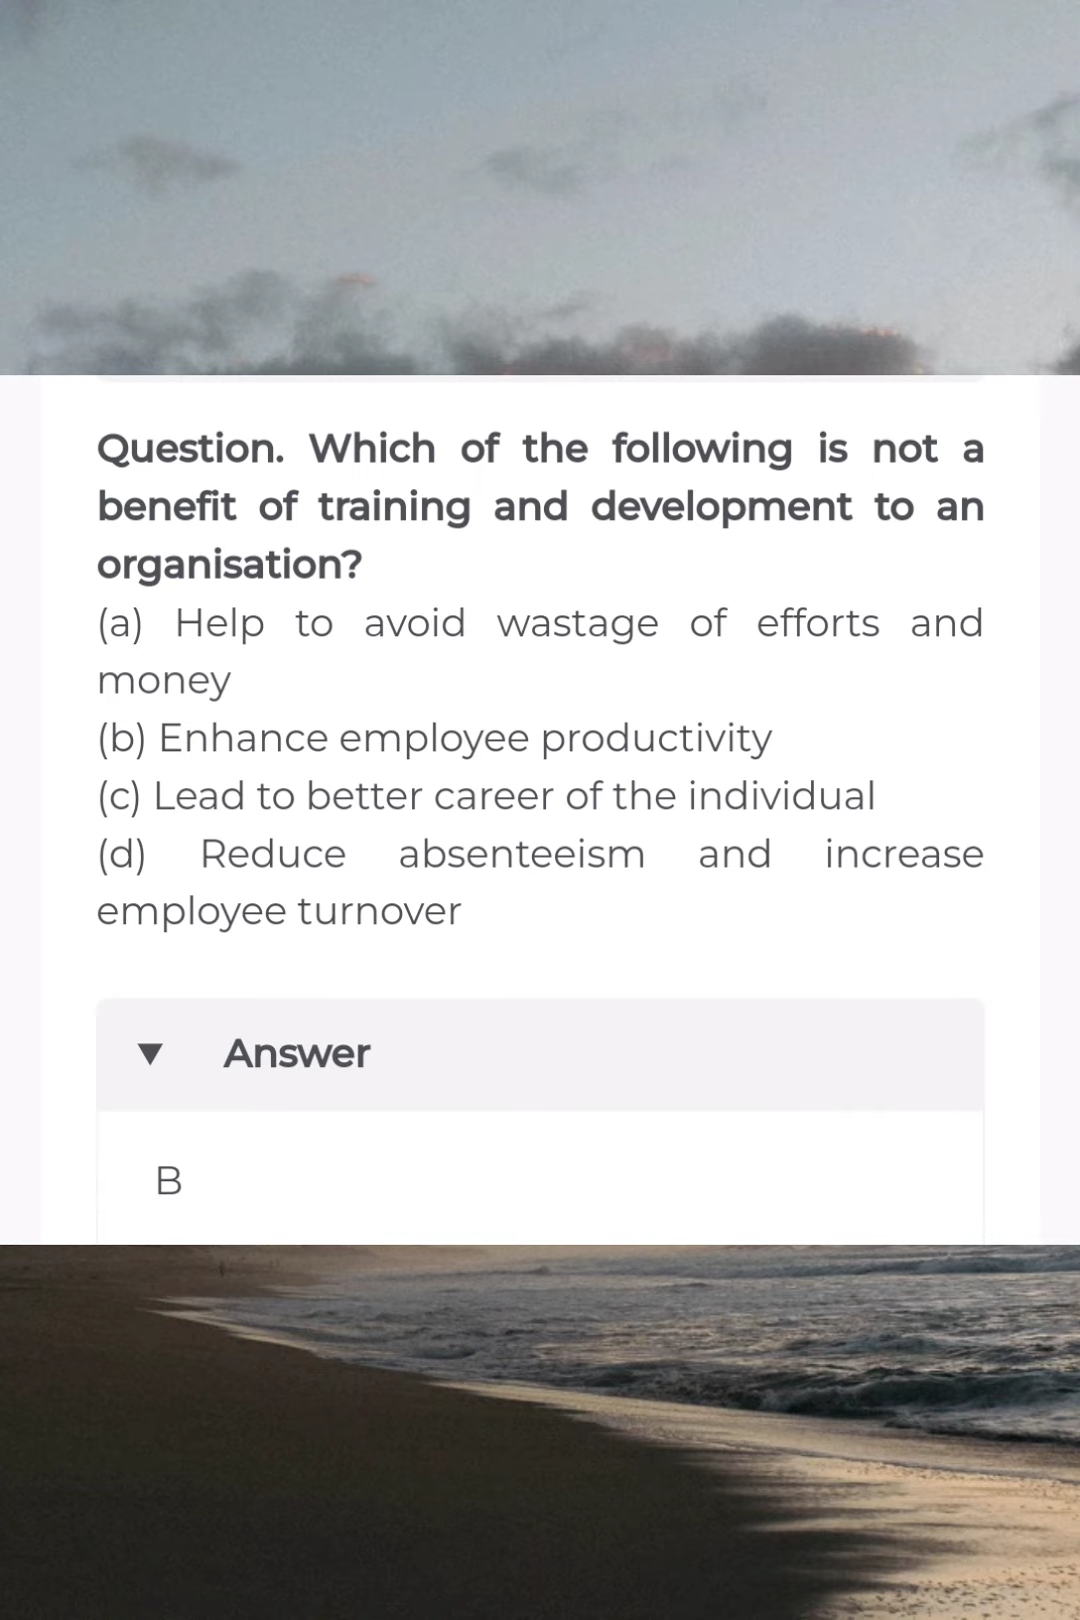 Question. Which of the following is not a
benefit of training and development to an
organisation?
(a) Help to avoid wastage of efforts and
money
(b) Enhance employee productivity
(c) Lead to better career of the individual
(d) Reduce absenteeism and increase
employee turnover
▼ Answer
B